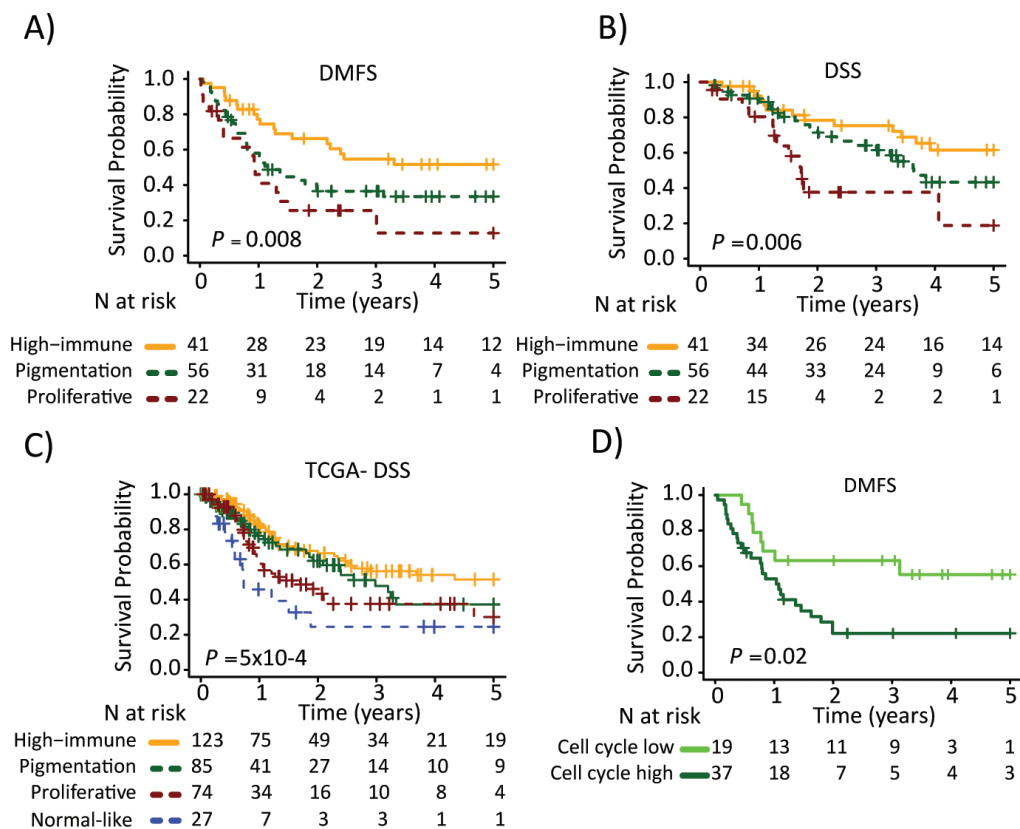 A)
DMFS
Survival Probability
1.0
0.8
0.6
0.4
0.2
0.0
P = 0.008
0 1 2 3 4 5
N at risk Time (years)
High-immune 41 28 23 19 14 12
Pigmentation 56 31 18 14 7 4
Proliferative 22 9 4 2 1 1
B)
DSS
Survival Probability
1.0
0.8
0.6
0.4
0.2
0.0
P =0.006
0 1 2 3 4 5
N at risk Time (years)
High-immune 41 34 26 24 16 14
Pigmentation 56 44 33 24 9 6
Proliferative 22 15 4 2 2 1
C)
TCGA- DSS
Survival Probability
1.0
0.8
0.6
0.4
0.2
0.0
P =5x10-4
0 1 2 3 4 5
N at risk Time (years)
High-immune 123 75 49 34 21 19
Pigmentation 85 41 27 14 10 9
Proliferative 74 34 16 10 8 4
Normal-like 27 7 3 3 1 1
D)
DMFS
Survival Probability
1.0
0.8
0.6
0.4
0.2
0.0
P =0.02
0 1 2 3 4 5
N at risk Time (years)
Cell cycle low 19 13 11 9 3 1
Cell cycle high 37 18 7 5 4 3